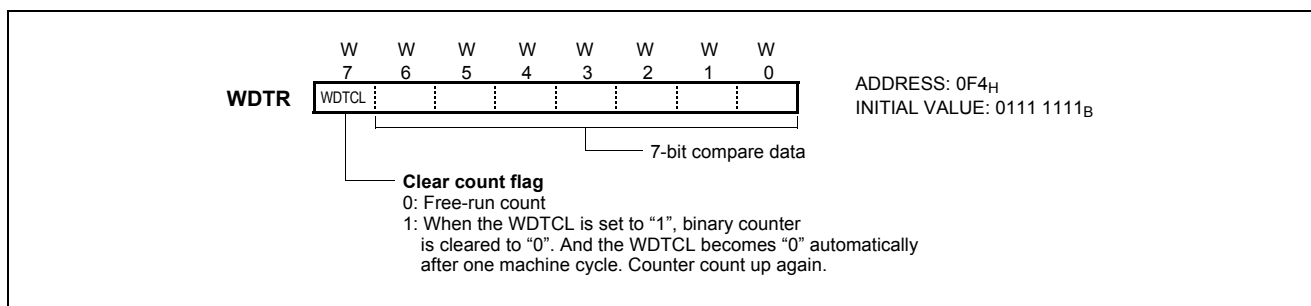 W W W W W W W W
7 6 5 4 3 2 1 0
WDTR WDTCL
ADDRESS: 0F4H
INITIAL VALUE: 0111 1111B
7-bit compare data
Clear count flag
0: Free-run count
1: When the WDTCL is set to “1”, binary counter
is cleared to “0”. And the WDTCL becomes “0” automatically
after one machine cycle. Counter count up again.